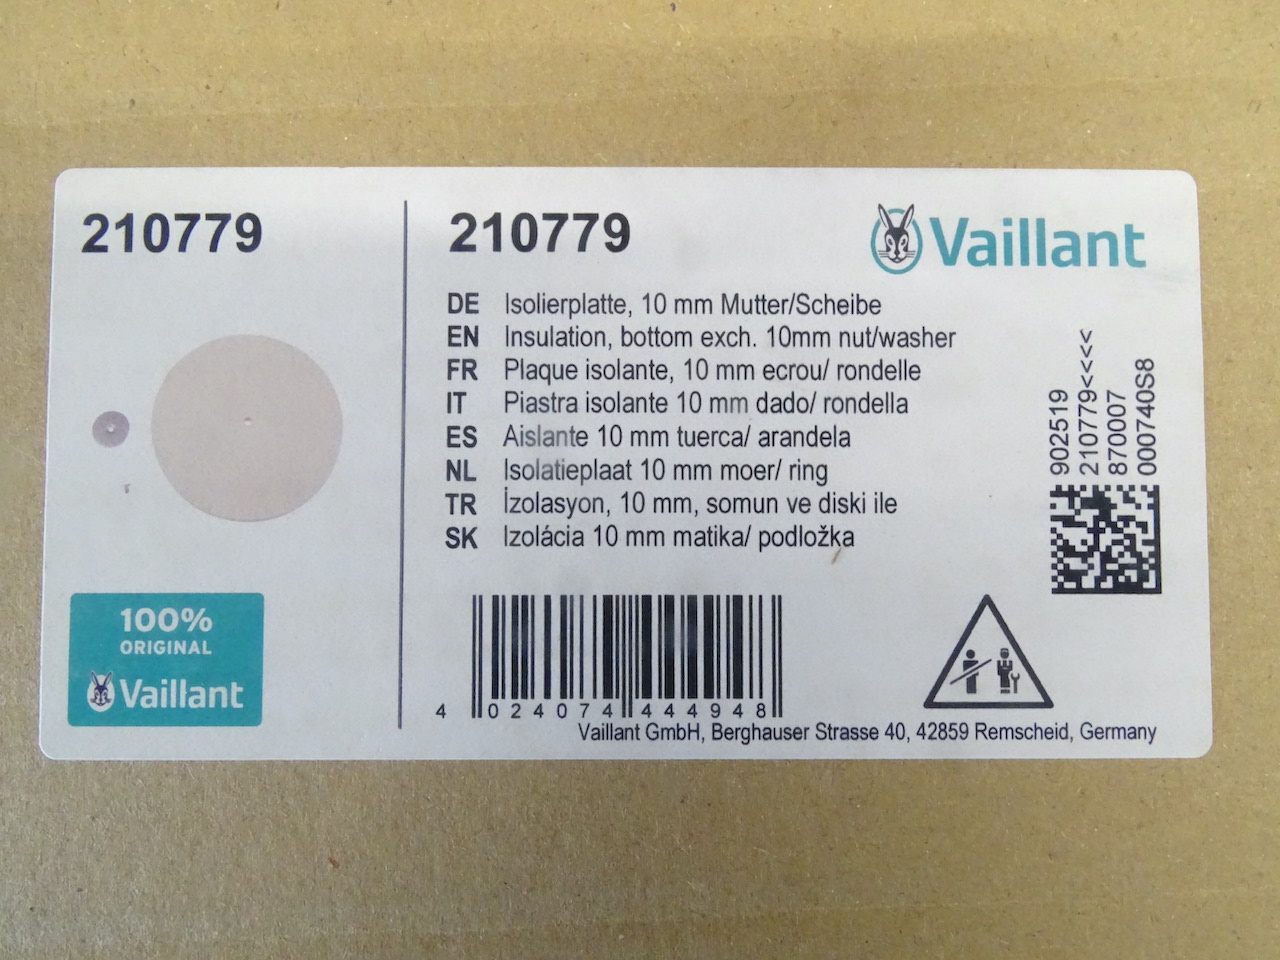 210779
100%
ORIGINAL
Vaillant
210779
Vaillant
DE Isolierplatte, 10 mm Mutter/Scheibe
EN Insulation, bottom exch. 10mm nut/washer
FR Plaque isolante, 10 mm ecrou/ rondelle
IT Piastra isolante 10 mm dado/ rondella
ES Aislante 10 mm tuerca/ arandela
NL Isolatieplaat 10 mm moer/ ring
TR İzolasyon, 10 mm, somun ve diski ile
SK Izolácia 10 mm matika/ podložka
902519
210779<<<<
870007
000740S8
4 024074 444948
Vaillant GmbH, Berghauser Strasse 40, 42859 Remscheid, Germany